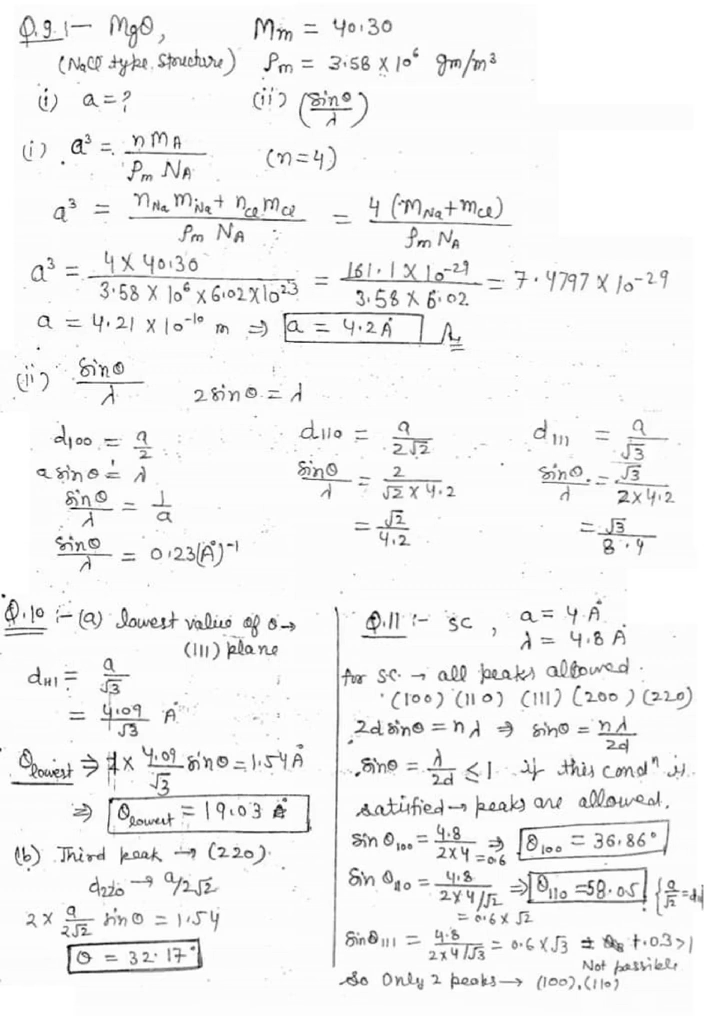 Q.9 :- MgO, Mm = 40.30
(NaCl type structure) ρm = 3.58 × 10⁶ gm/m³
(i) a = ? (ii) (sinθ/λ)
(i) a³ = n MA / ρm NA (n=4)
a³ = nNa mNa + ncl mcl / ρm NA = 4 (mNa + mcl) / ρm NA
a³ = 4 × 40.30 / 3.58 × 10⁶ × 6.02 × 10²³ = 161.1 × 10⁻²⁹ / 3.58 × 6.02 = 7.4797 × 10⁻²⁹
a = 4.21 × 10⁻¹⁰ m ⇒ a = 4.2 Å
(ii) sinθ/λ 2 sinθ = λ
d100 = a/2 d110 = a/2√2 d111 = a/√3
a sinθ = λ sinθ/λ = 2/√2 × 4.2 sinθ/λ = √3/2×4.2
sinθ/λ = 1/a = √2/4.2 = √3/8.4
sinθ/λ = 0.23(Å)⁻¹
Q.10 :- (a) lowest value of θ →
(111) plane
d111 = a/√3
= 4.09/√3 Å
θlowest ⇒ 2 × 4.09/√3 sinθ = 1.54 Å
⇒ θlowest = 19.03
(b) Third peak → (220).
d220 → a/2√2
2 × a/2√2 sinθ = 1.54
θ = 32.17°
Q.11 :- SC, a = 4 Å
λ = 4.8 Å
for sc. → all peaks allowed.
(100) (110) (111) (200) (220)
2d sinθ = nλ ⇒ sinθ = nλ/2d
sinθ = λ/2d ≤ 1 if this condⁿ is
satisfied → peaks are allowed.
sin θ100 = 4.8/2×4 = 0.6 ⇒ θ100 = 36.86°
sin θ110 = 4.8/2×4/√2 ⇒ θ110 = 58.05 {a/√2 = d110
= 0.6 × √2
sin θ111 = 4.8/2×4/√3 = 0.6 × √3 = 1.03 > 1
Not possible
So Only 2 peaks → (100), (110)